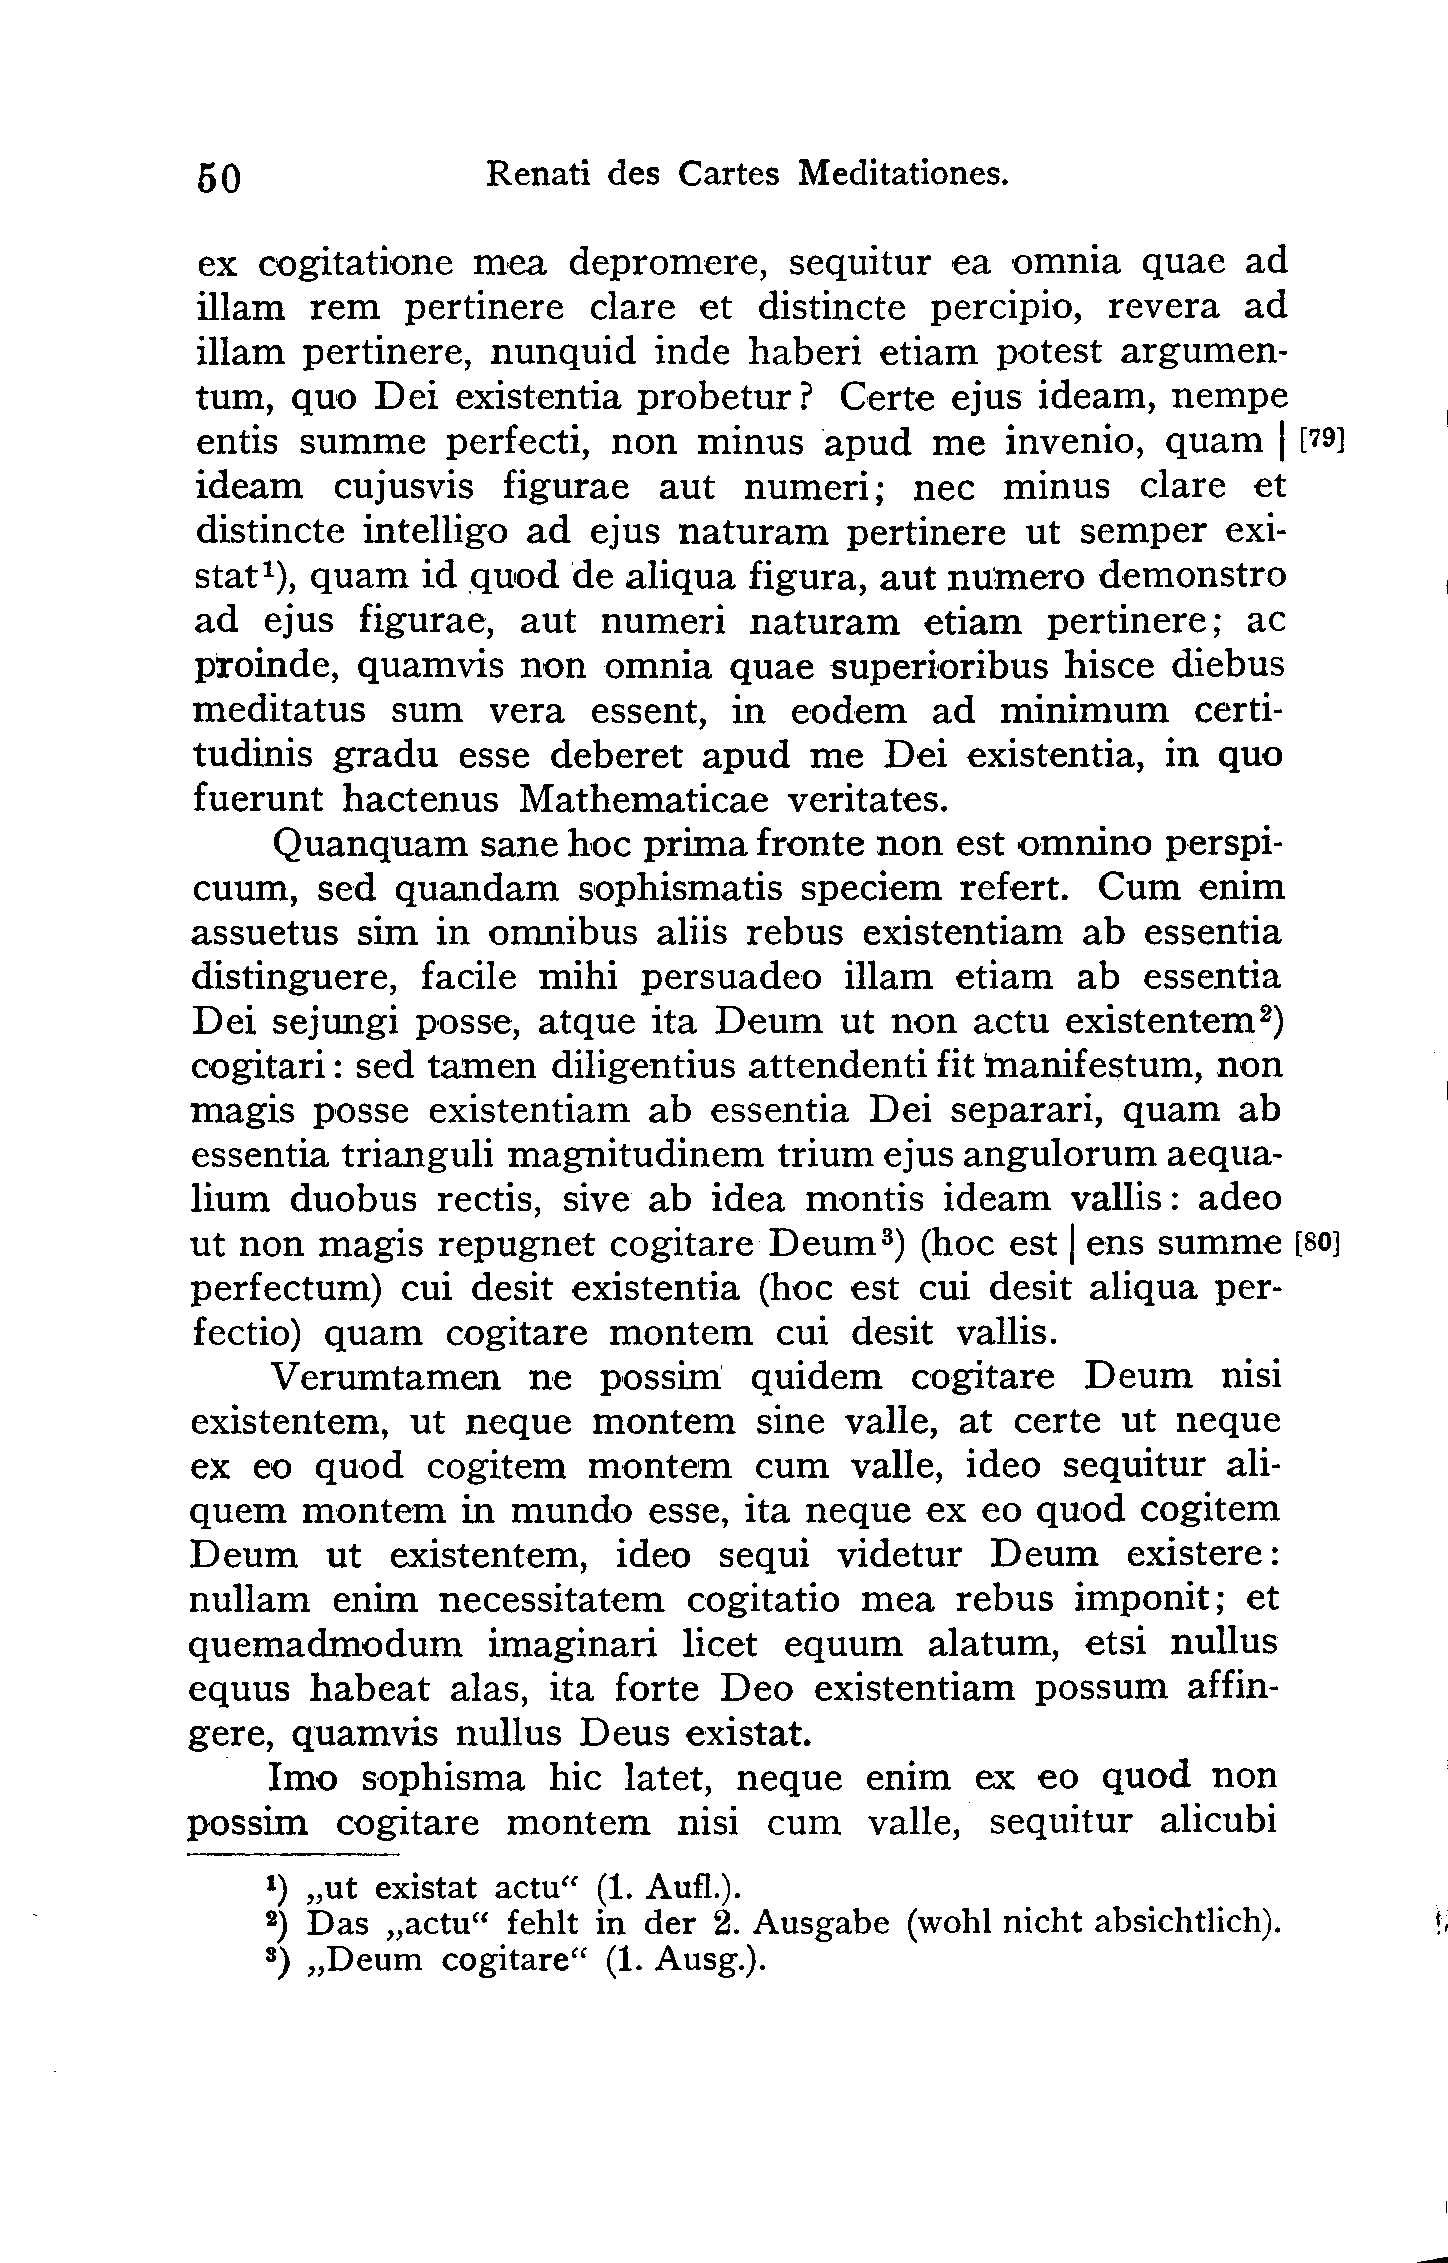 50 Renati des Cartes Meditationes.
ex cogitatione mea depromere, sequitur ea omnia quae ad
illam rem pertinere clare et distincte percipio, revera ad
illam pertinere, nunquid inde haberi etiam potest argumen-
tum, quo Dei existentia probetur? Certe ejus ideam, nempe
entis summe perfecti, non minus apud me invenio, quam | [79]
ideam cujusvis figurae aut numeri; nec minus clare et
distincte intelligo ad ejus naturam pertinere ut semper exi-
stat¹), quam id quod de aliqua figura, aut numero demonstro
ad ejus figurae, aut numeri naturam etiam pertinere; ac
proinde, quamvis non omnia quae superioribus hisce diebus
meditatus sum vera essent, in eodem ad minimum certi-
tudinis gradu esse deberet apud me Dei existentia, in quo
fuerunt hactenus Mathematicae veritates.
Quanquam sane hoc prima fronte non est omnino perspi-
cuum, sed quandam sophismatis speciem refert. Cum enim
assuetus sim in omnibus aliis rebus existentiam ab essentia
distinguere, facile mihi persuadeo illam etiam ab essentia
Dei sejungi posse, atque ita Deum ut non actu existentem²)
cogitari: sed tamen diligentius attendenti fit manifestum, non
magis posse existentiam ab essentia Dei separari, quam ab
essentia trianguli magnitudinem trium ejus angulorum aequa-
lium duobus rectis, sive ab idea montis ideam vallis: adeo
ut non magis repugnet cogitare Deum³) (hoc est | ens summe [80]
perfectum) cui desit existentia (hoc est cui desit aliqua per-
fectio) quam cogitare montem cui desit vallis.
Verumtamen ne possim quidem cogitare Deum nisi
existentem, ut neque montem sine valle, at certe ut neque
ex eo quod cogitem montem cum valle, ideo sequitur ali-
quem montem in mundo esse, ita neque ex eo quod cogitem
Deum ut existentem, ideo sequi videtur Deum existere:
nullam enim necessitatem cogitatio mea rebus imponit; et
quemadmodum imaginari licet equum alatum, etsi nullus
equus habeat alas, ita forte Deo existentiam possum affin-
gere, quamvis nullus Deus existat.
Imo sophisma hic latet, neque enim ex eo quod non
possim cogitare montem nisi cum valle, sequitur alicubi
¹) „ut existat actu“ (1. Aufl.).
²) Das „actu“ fehlt in der 2. Ausgabe (wohl nicht absichtlich).
³) „Deum cogitare“ (1. Ausg.).